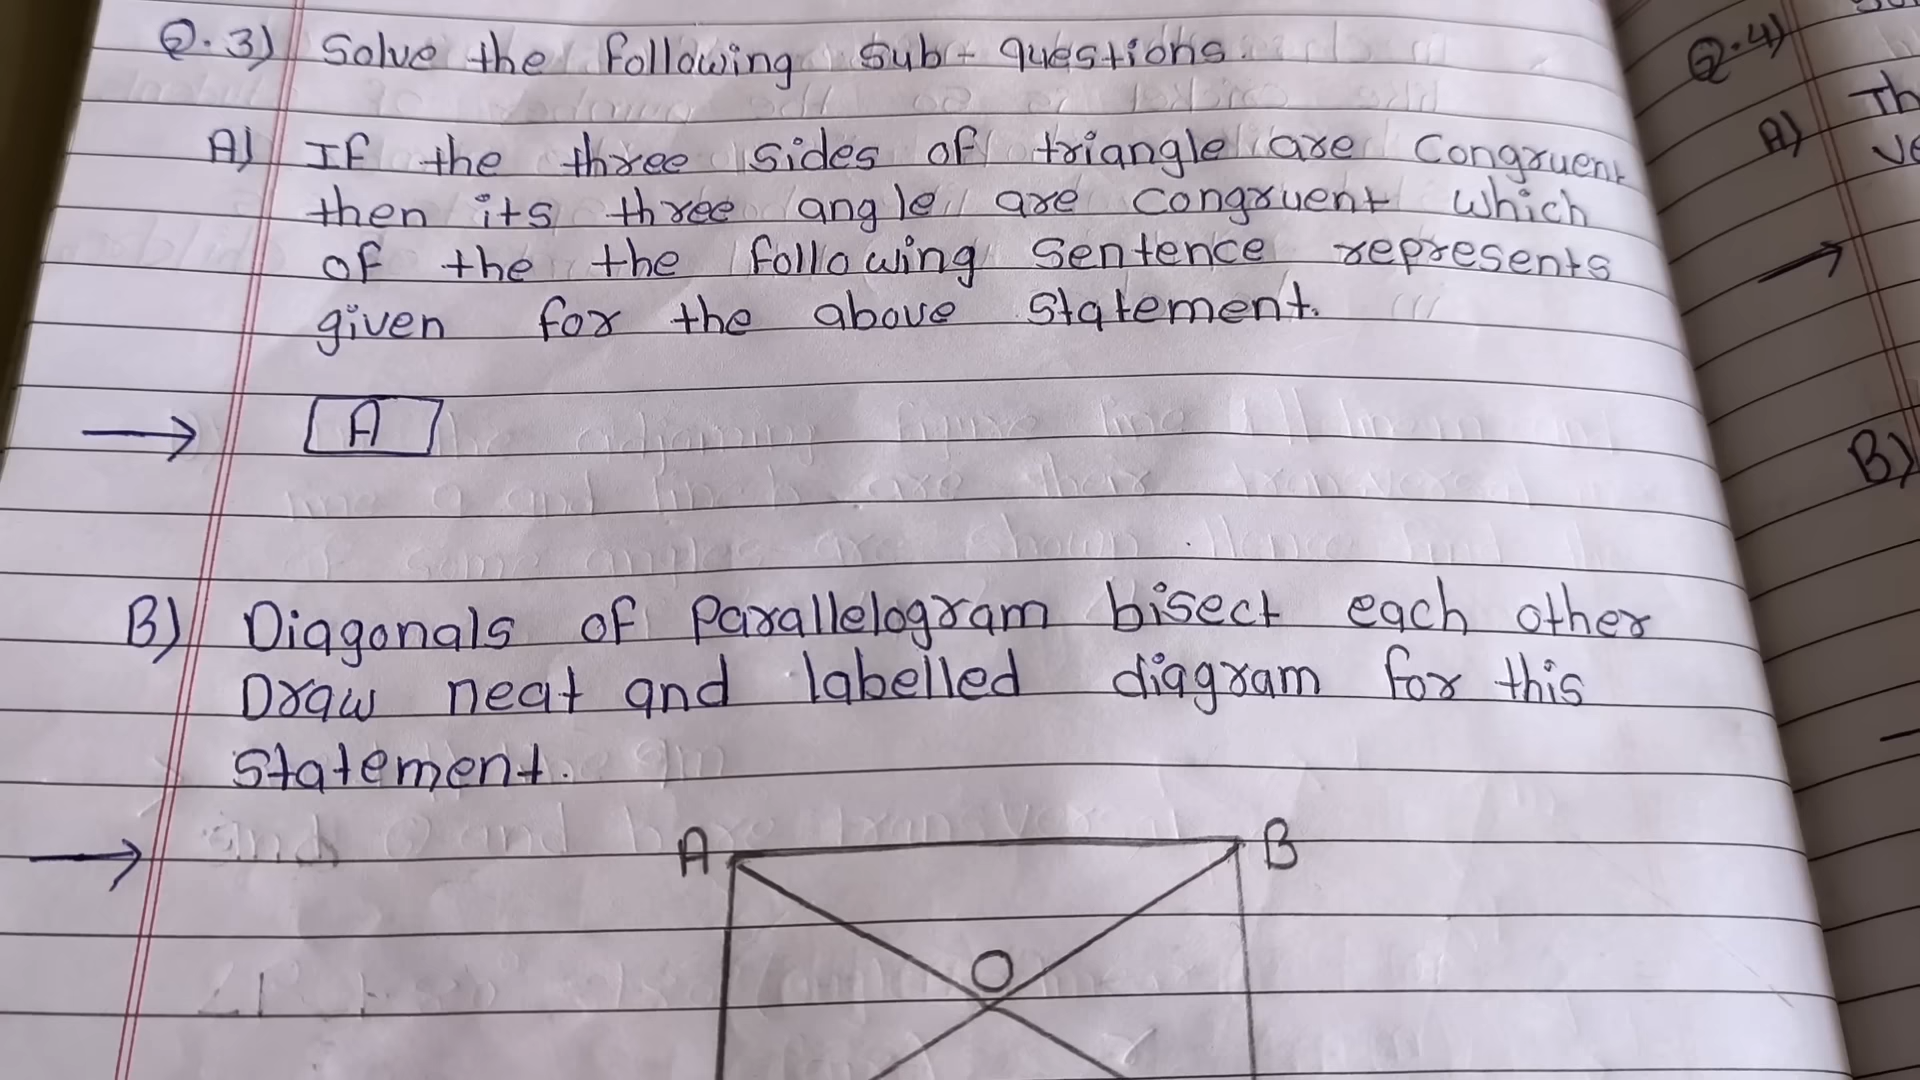 Q.3) Solve the following sub-questions.
A) If the three sides of triangle are congruent
then its three angle are congruent which
of the the following sentence represents
given for the above statement.
→ A
B) Diagonals of parallelogram bisect each other
Draw neat and labelled diagram for this
statement.
→ A B
O
Q.4)
A) Th
ve
→
B)